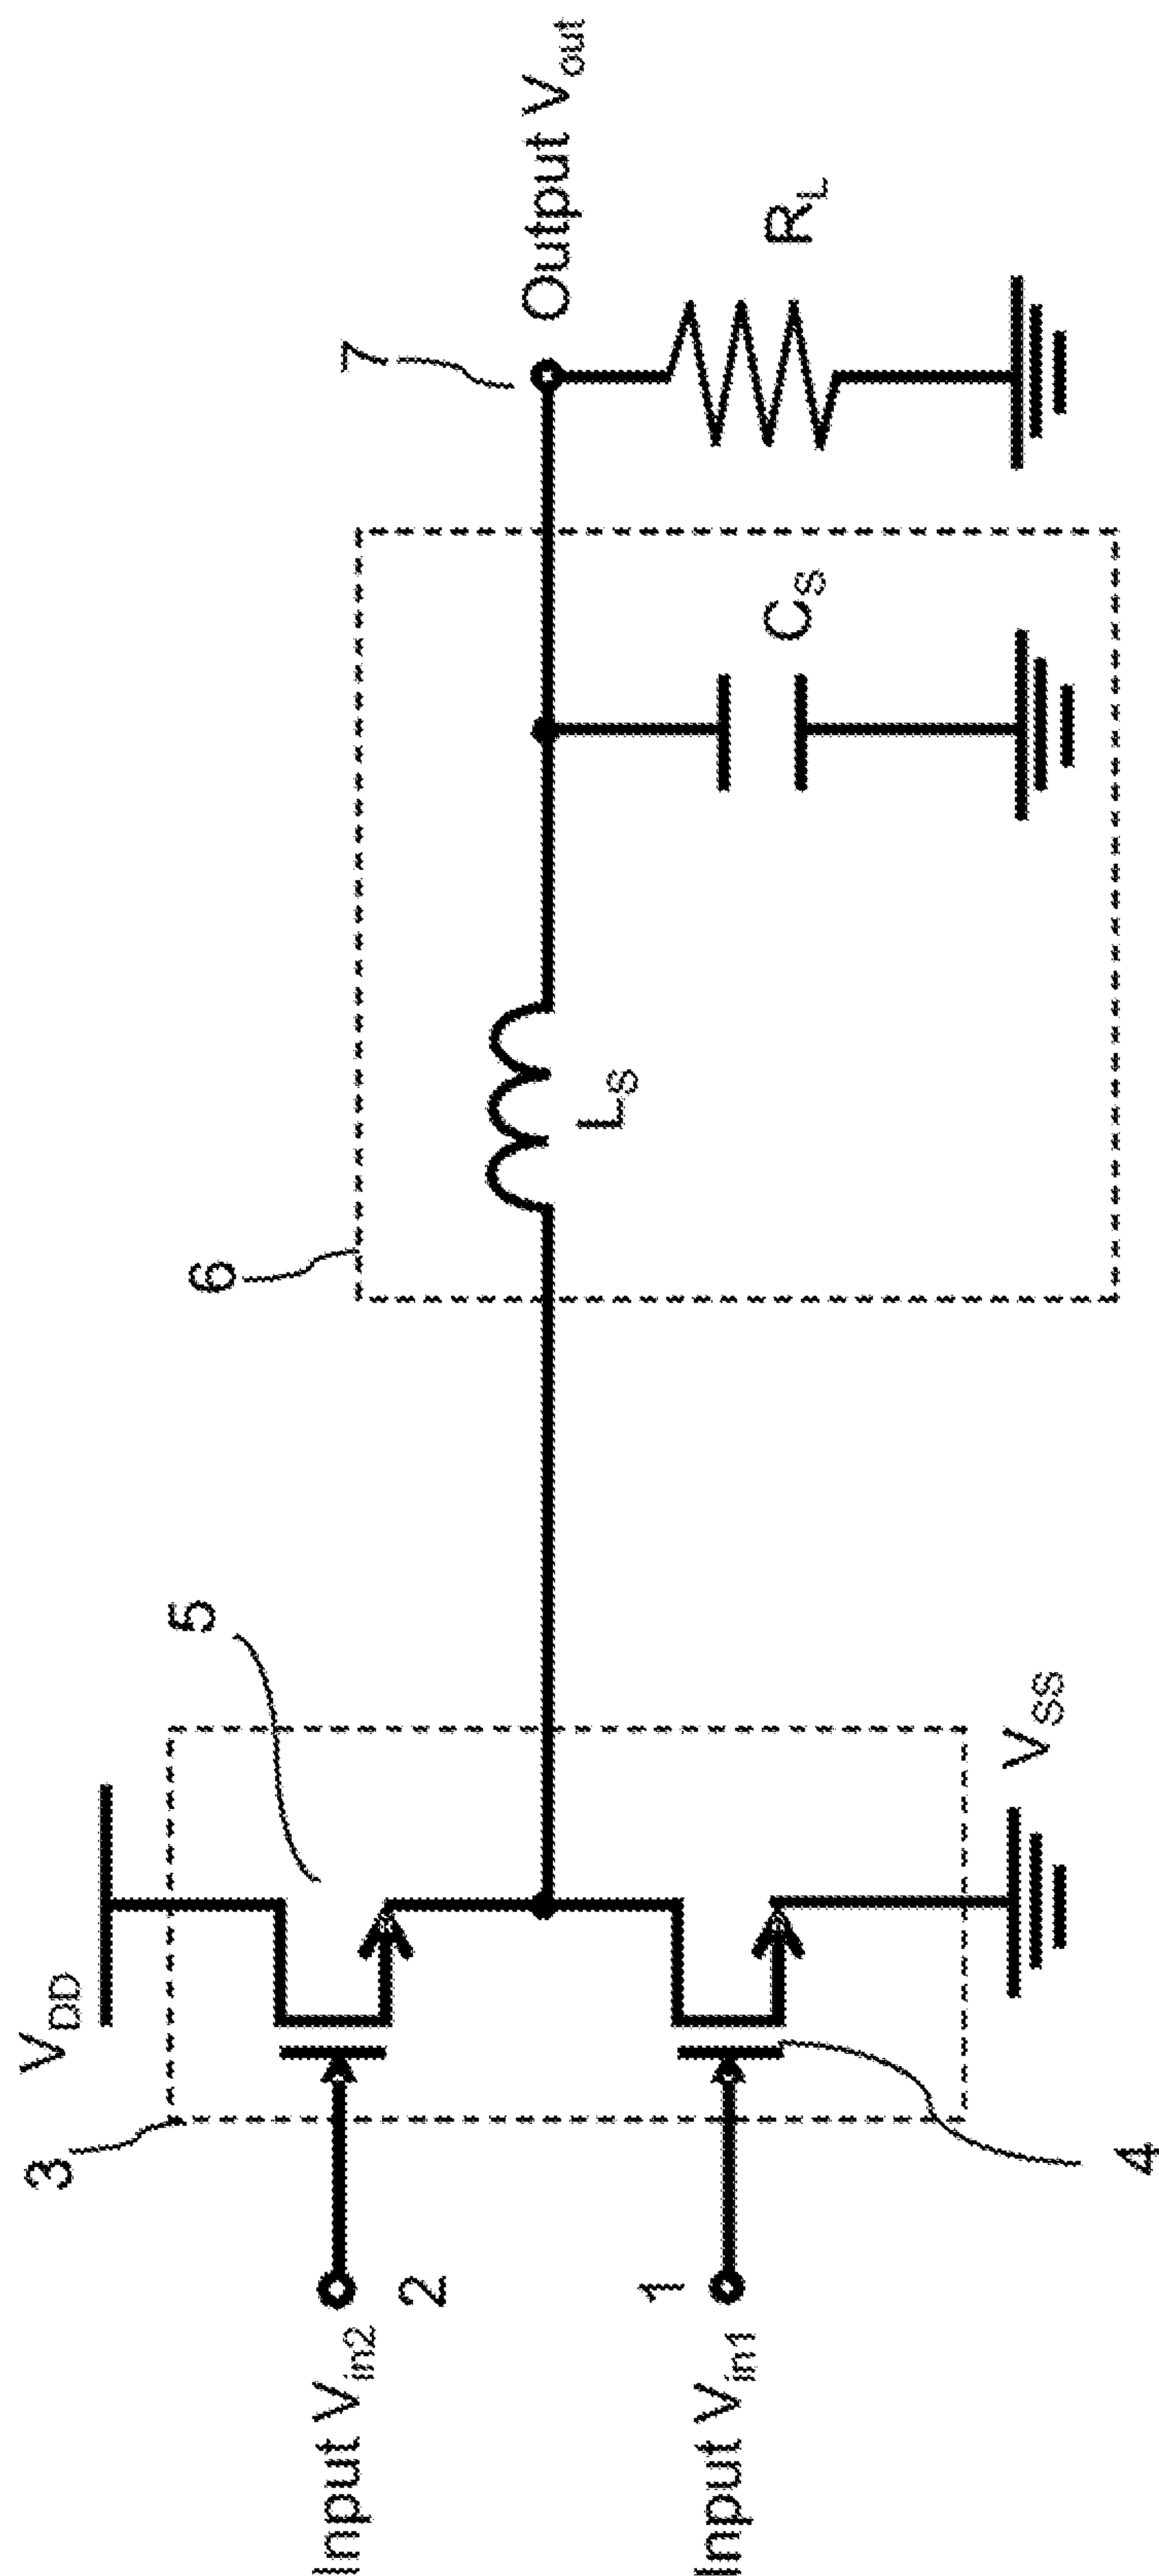 3
V_DD
5
6
7
Input V_in2
2
Output V_out
L_S
1
Input V_in1
C_S
R_L
V_SS
4